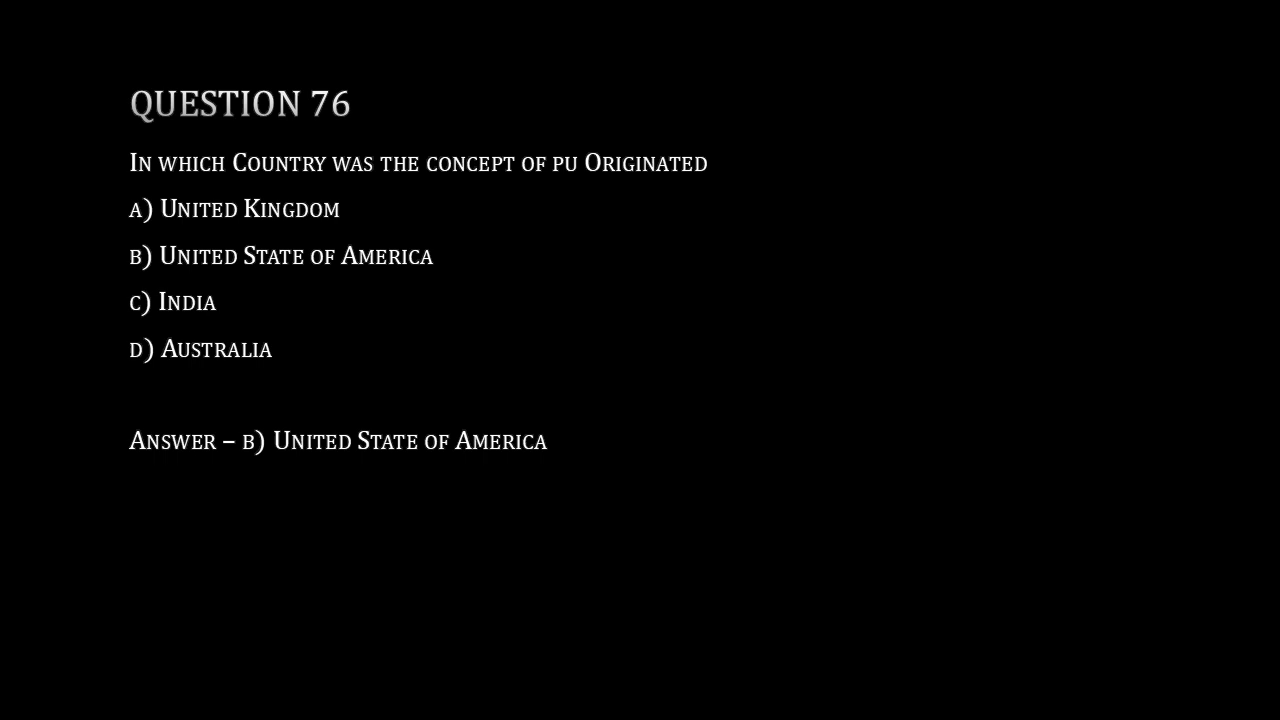 QUESTION 76
In which Country was the concept of pu Originated
a) United Kingdom
b) United State of America
c) India
d) Australia
Answer – b) United State of America